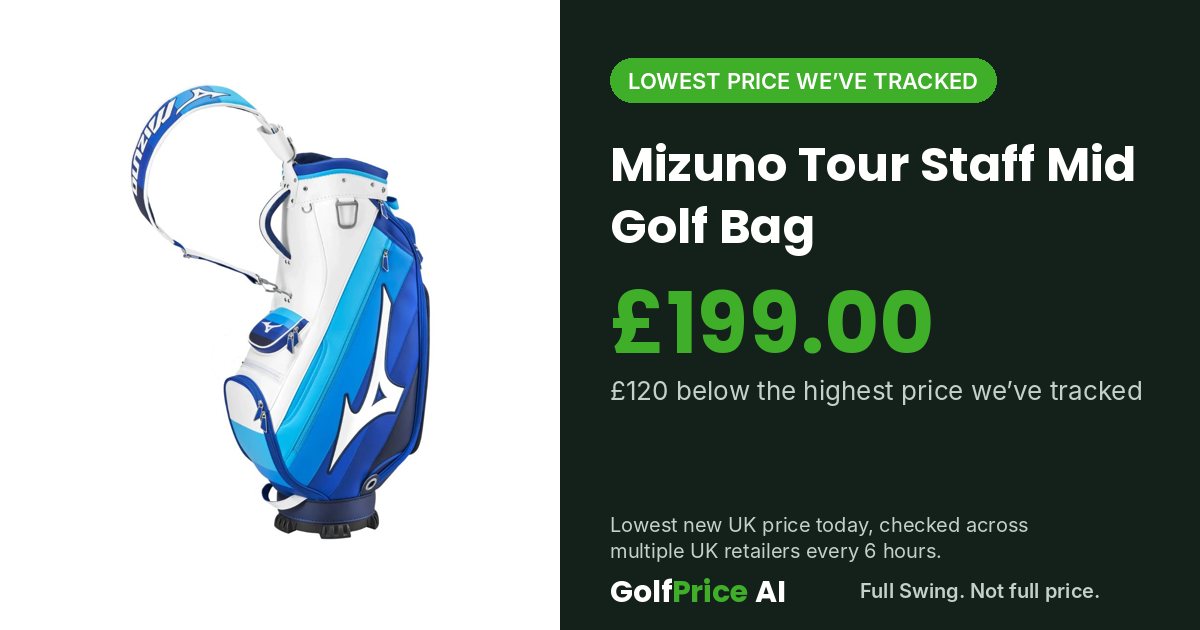 MIZUNO
LOWEST PRICE WE’VE TRACKED
Mizuno Tour Staff Mid
Golf Bag
£199.00
£120 below the highest price we’ve tracked
Lowest new UK price today, checked across
multiple UK retailers every 6 hours.
GolfPrice AI
Full Swing. Not full price.